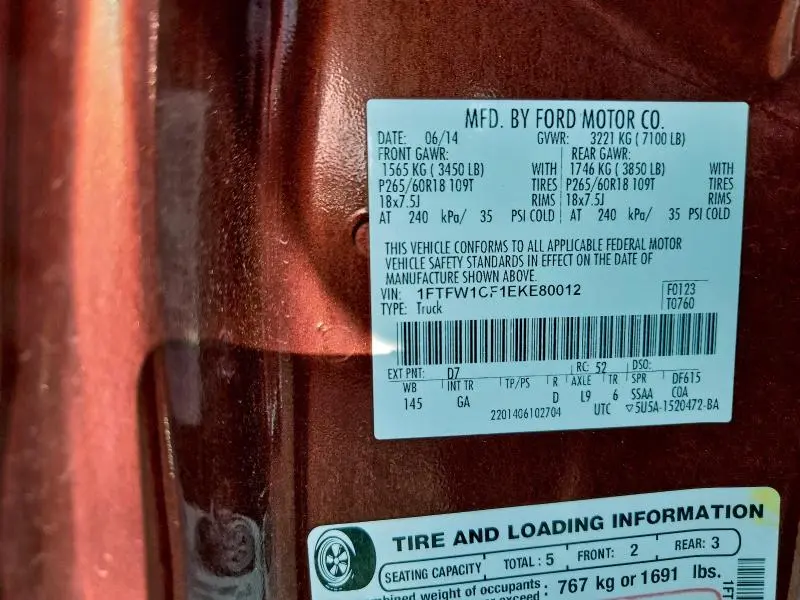 MFD. BY FORD MOTOR CO.
DATE: 06/14 GVWR: 3221 KG ( 7100 LB)
FRONT GAWR: REAR GAWR:
1565 KG ( 3450 LB) WITH 1746 KG ( 3850 LB) WITH
P265/60R18 109T TIRES P265/60R18 109T TIRES
18x7.5J RIMS 18x7.5J RIMS
AT 240 kPa/ 35 PSI COLD AT 240 kPa/ 35 PSI COLD
THIS VEHICLE CONFORMS TO ALL APPLICABLE FEDERAL MOTOR
VEHICLE SAFETY STANDARDS IN EFFECT ON THE DATE OF
MANUFACTURE SHOWN ABOVE.
VIN: 1FTFW1CF1EKE80012 F0123
TYPE: Truck T0760
EXT PNT: D7 RC: 52 DSO:
WB INT TR TP/PS R AXLE TR SPR DF615
145 GA D L9 6 SSAA COA
2201406102704 UTC ▽5U5A-1520472-BA
TIRE AND LOADING INFORMATION
SEATING CAPACITY TOTAL : 5 FRONT: 2 REAR: 3
weight of occupants : 767 kg or 1691 lbs.
1FT